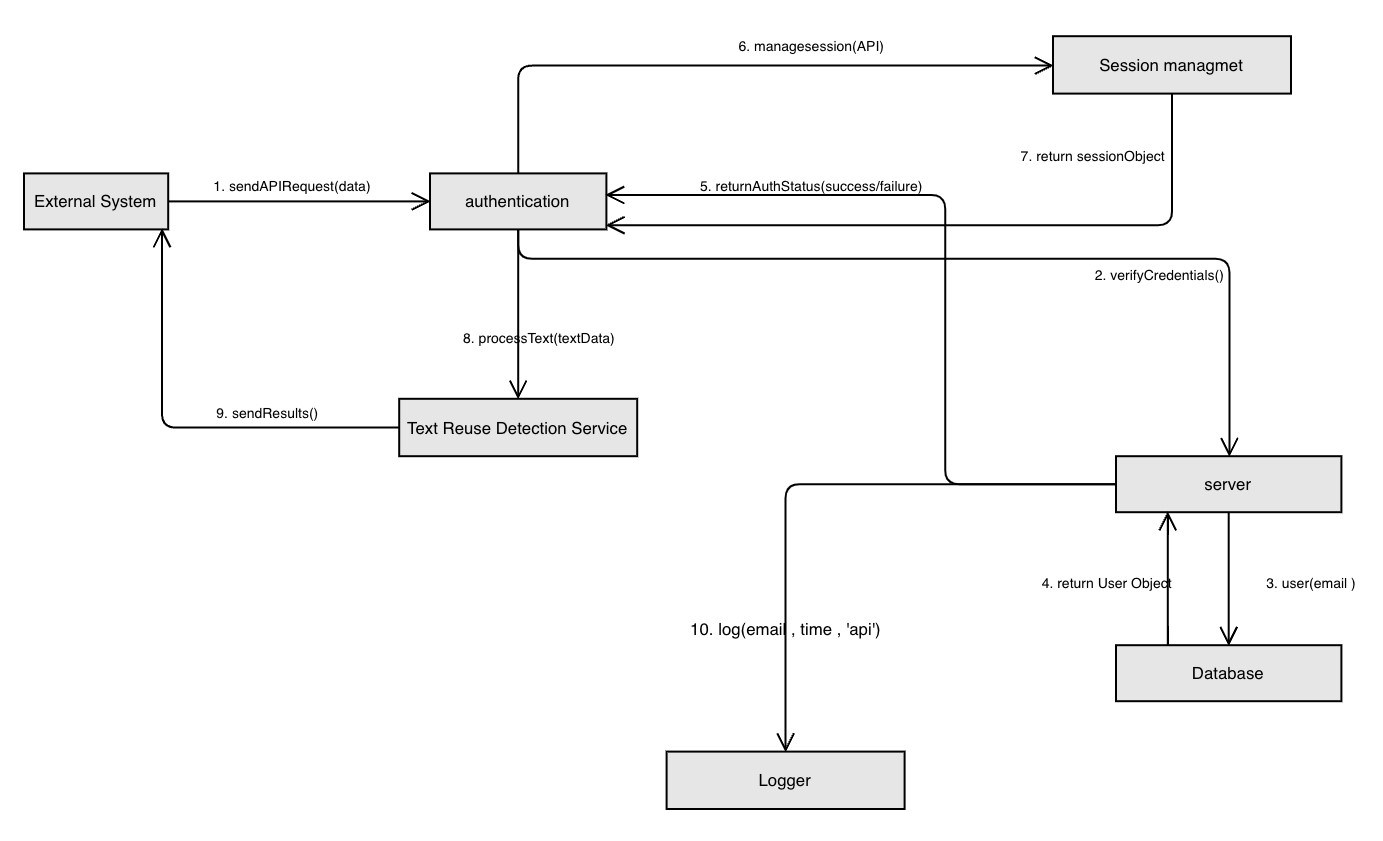 6. managesession(API)
Session managmet
7. return sessionObject
External System
1. sendAPIRequest(data)
authentication
5. returnAuthStatus(success/failure)
2. verifyCredentials()
8. processText(textData)
9. sendResults()
Text Reuse Detection Service
server
4. return User Object
3. user(email )
10. log(email , time , 'api')
Database
Logger